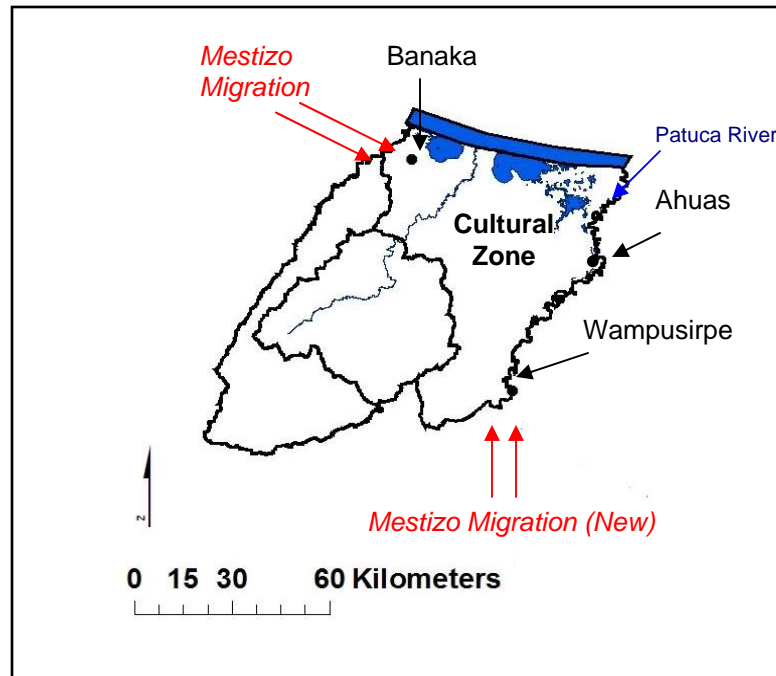 Mestizo
Migration
Banaka
Patuca River
Ahuas
Cultural
Zone
Wampusirpe
Mestizo Migration (New)
N
0 15 30 60 Kilometers